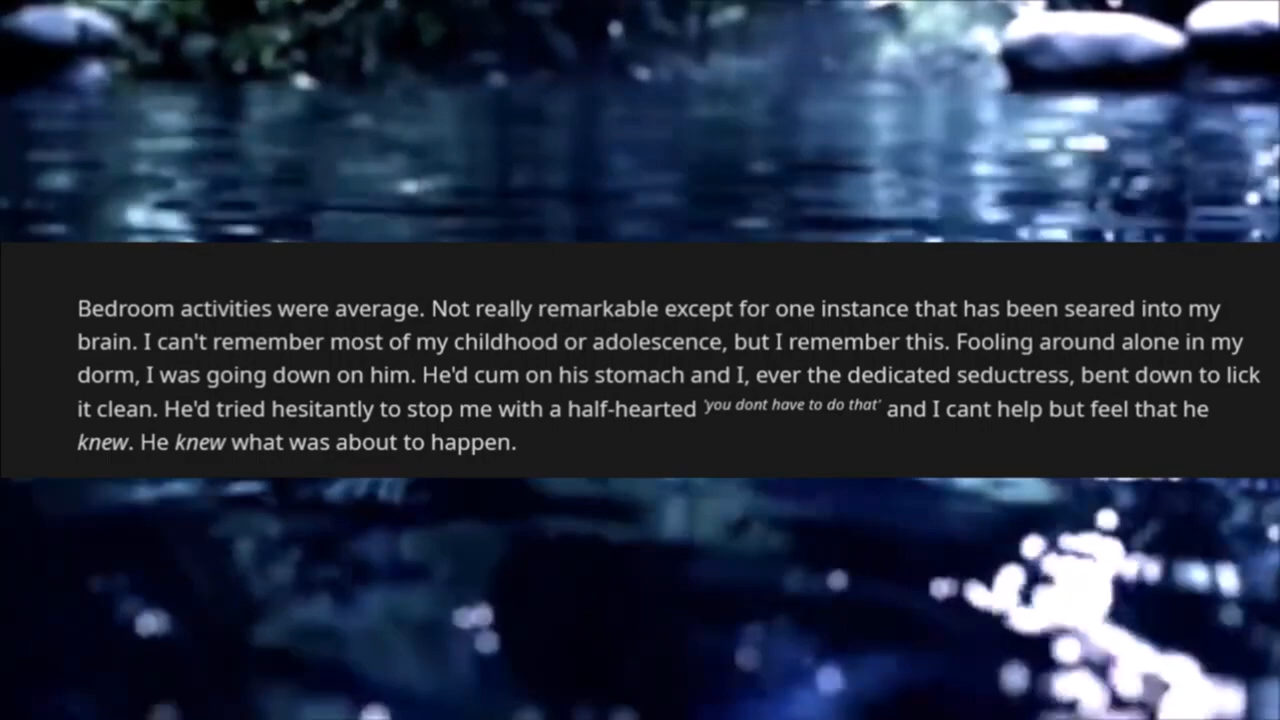 Bedroom activities were average. Not really remarkable except for one instance that has been seared into my
brain. I can't remember most of my childhood or adolescence, but I remember this. Fooling around alone in my
dorm, I was going down on him. He'd cum on his stomach and I, ever the dedicated seductress, bent down to lick
it clean. He'd tried hesitantly to stop me with a half-hearted 'you dont have to do that' and I cant help but feel that he
knew. He knew what was about to happen.